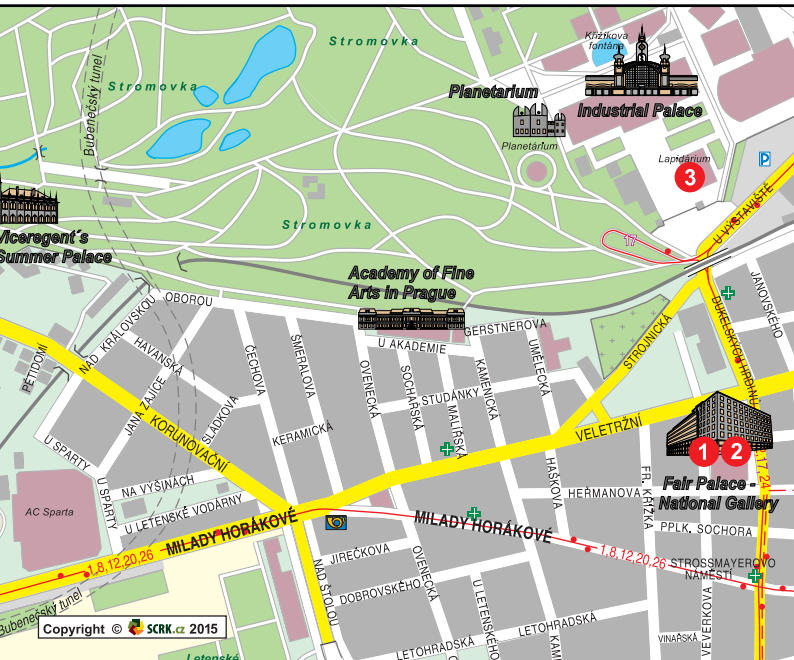 Stromovka
Křižíkova
fontána
Bubenečský tunel
Stromovka
Planetarium
Industrial Palace
Planetárium
Lapidárium
P
3
U VÝSTAVIŠTĚ
Stromovka
17
Viceregent´s
Summer Palace
Academy of Fine
Arts in Prague
JANOVSKÉHO
NAD KRÁLOVSKOU
OBOROU
DUKELSKÝCH HRDINŮ
GERSTNEROVA
STROJNICKÁ
U AKADEMIE
PĚTIDOMÍ
HAVANSKÁ
ČECHOVA
ŠMERALOVA
OVENECKÁ
SOCHAŘSKÁ
KAMENICKÁ
UMĚLECKÁ
STUDÁNKY
JANA ZAJÍCE
SLÁDKOVA
MALÍŘSKÁ
KORUNOVAČNÍ
KERAMICKÁ
VELETRŽNÍ
U SPARTY
1
2
17,24
HAŠKOVA
FR. KŘÍŽKA
Fair Palace -
National Gallery
NA VÝŠINÁCH
U SPARTY
HEŘMANOVA
AC Sparta
U LETENSKÉ VODÁRNY
MILADY HORÁKOVÉ
MILADY HORÁKOVÉ
PPLK. SOCHORA
1,8,12,20,26
STROSSMAYEROVO
NÁMĚSTÍ
JIREČKOVA
OVENECKÁ
1,8,12,20,26
NAD ŠTOLOU
DOBROVSKÉHO
U LETENSKÉHO
VEVERKOVA
Bubenečský tunel
LETOHRADSKÁ
LETOHRADSKÁ
VINAŘSKÁ
Copyright © SCRK.cz 2015
Letenské